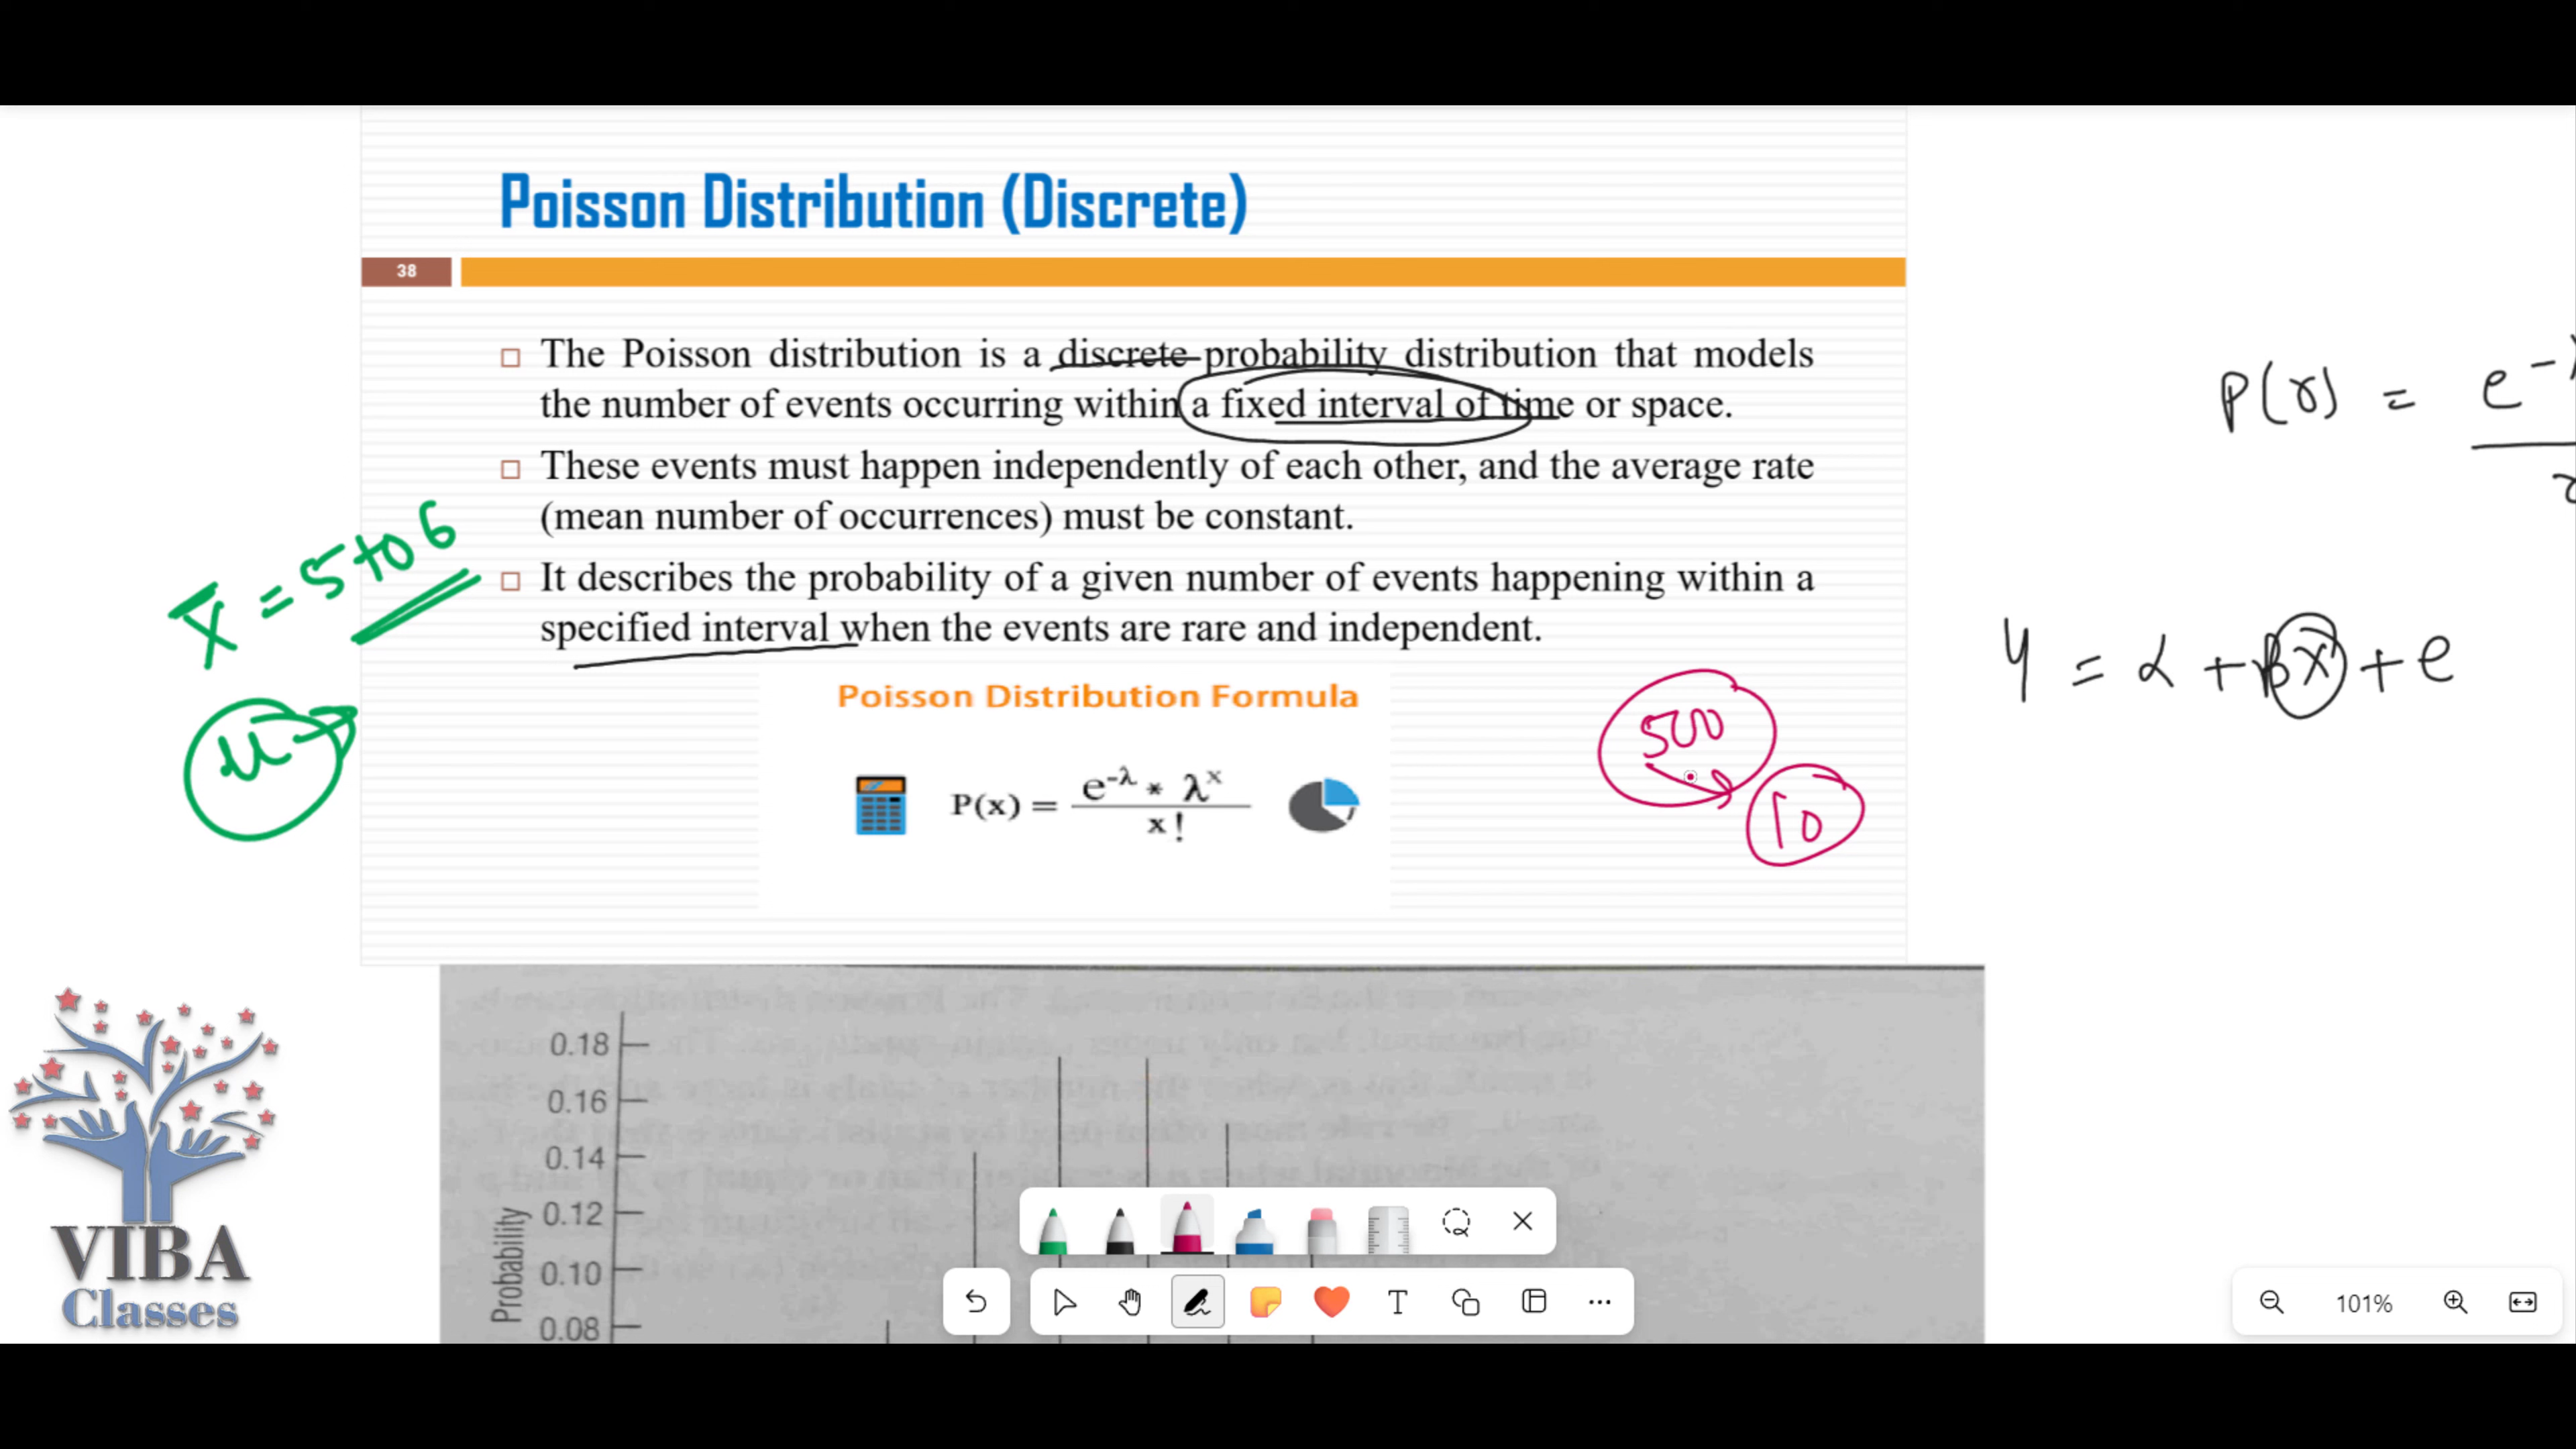 Poisson Distribution (Discrete)
38
The Poisson distribution is a discrete probability distribution that models
the number of events occurring within a fixed interval of time or space.
These events must happen independently of each other, and the average rate
(mean number of occurrences) must be constant.
It describes the probability of a given number of events happening within a
specified interval when the events are rare and independent.
Poisson Distribution Formula
P(x) = e^-λ * λ^x
x!
X̄ = 5 to 6
μ
500
10
P(r) = e^-λ
y = α + βx + e
0.18
0.16
0.14
0.12
0.10
0.08
Probability
VIBA
Classes
101%